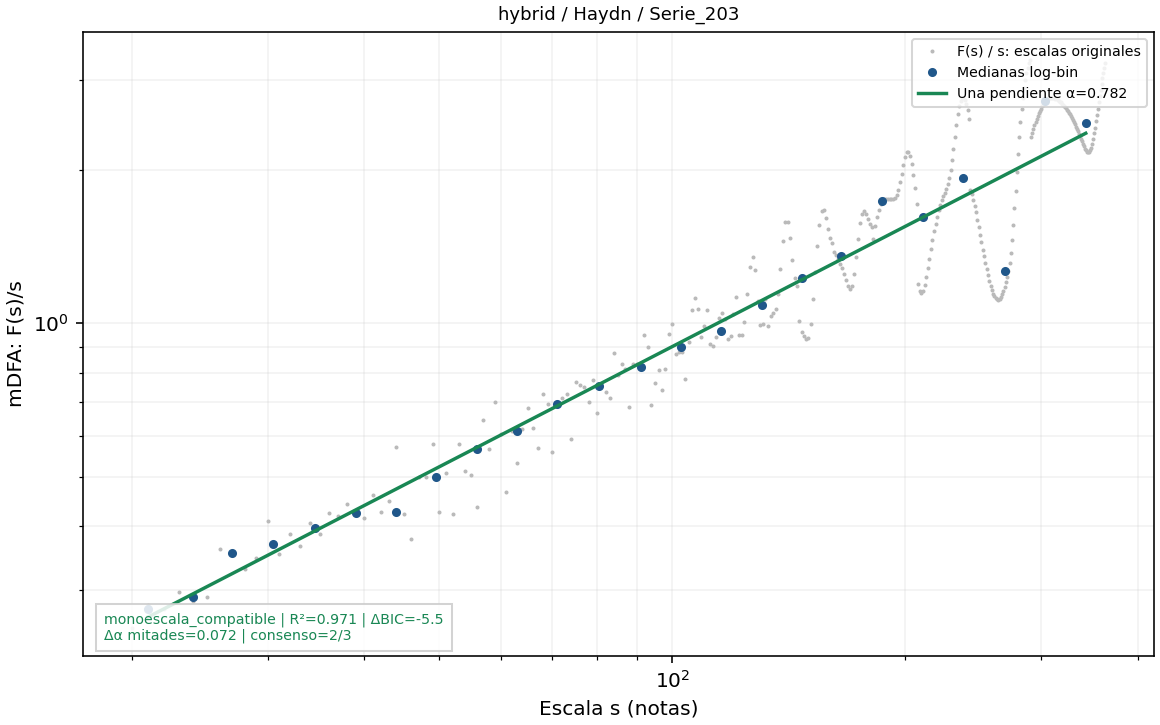 hybrid / Haydn / Serie_203
F(s) / s: escalas originales
Medianas log-bin
Una pendiente α=0.782
mDFA: F(s)/s
10⁰
monoescala_compatible | R²=0.971 | ΔBIC=-5.5
Δα mitades=0.072 | consenso=2/3
10²
Escala s (notas)